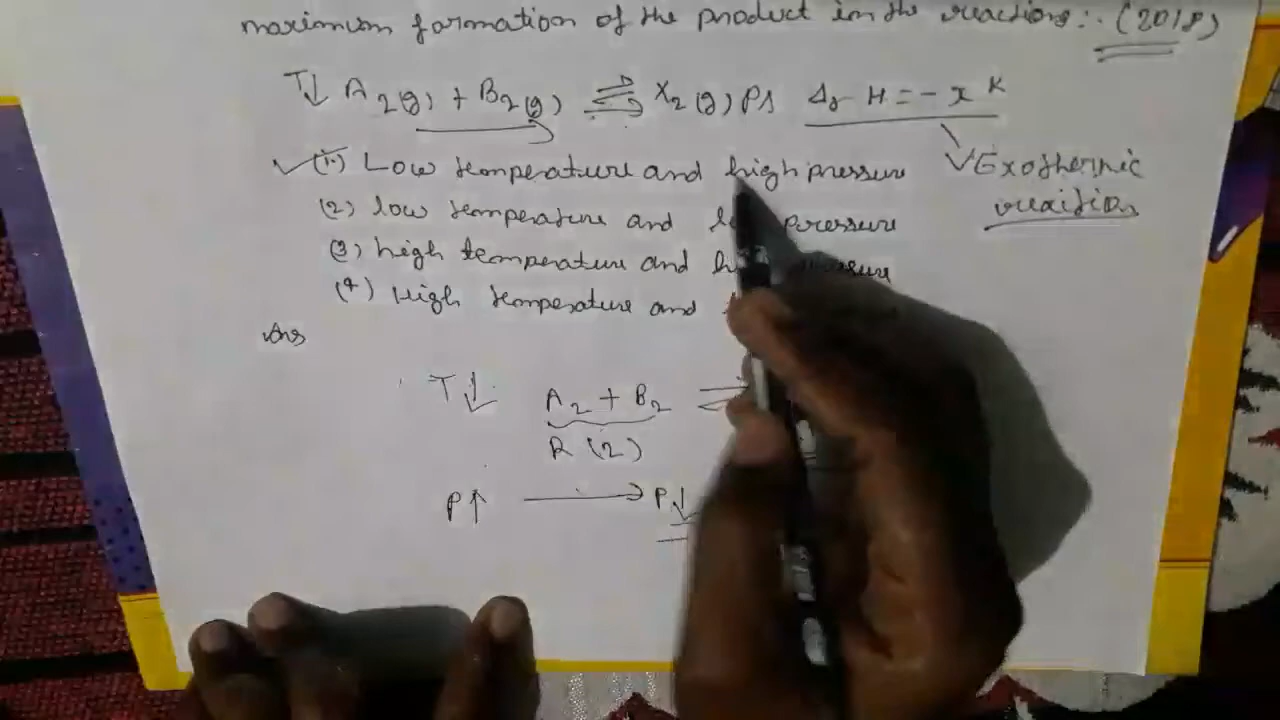 maximum formation of the product in the reactions:- (2018)
T↓ A2(g) + B2(g) ⇌ X2(g) P↑ Δr H = - x K
✓ (1) Low temperature and high pressure
Exothermic reaction
(2) low temperature and pressure
(3) high temperature and
(4) High temperature and
Ans
T↓ A2 + B2
R (2)
P↑ → P↓